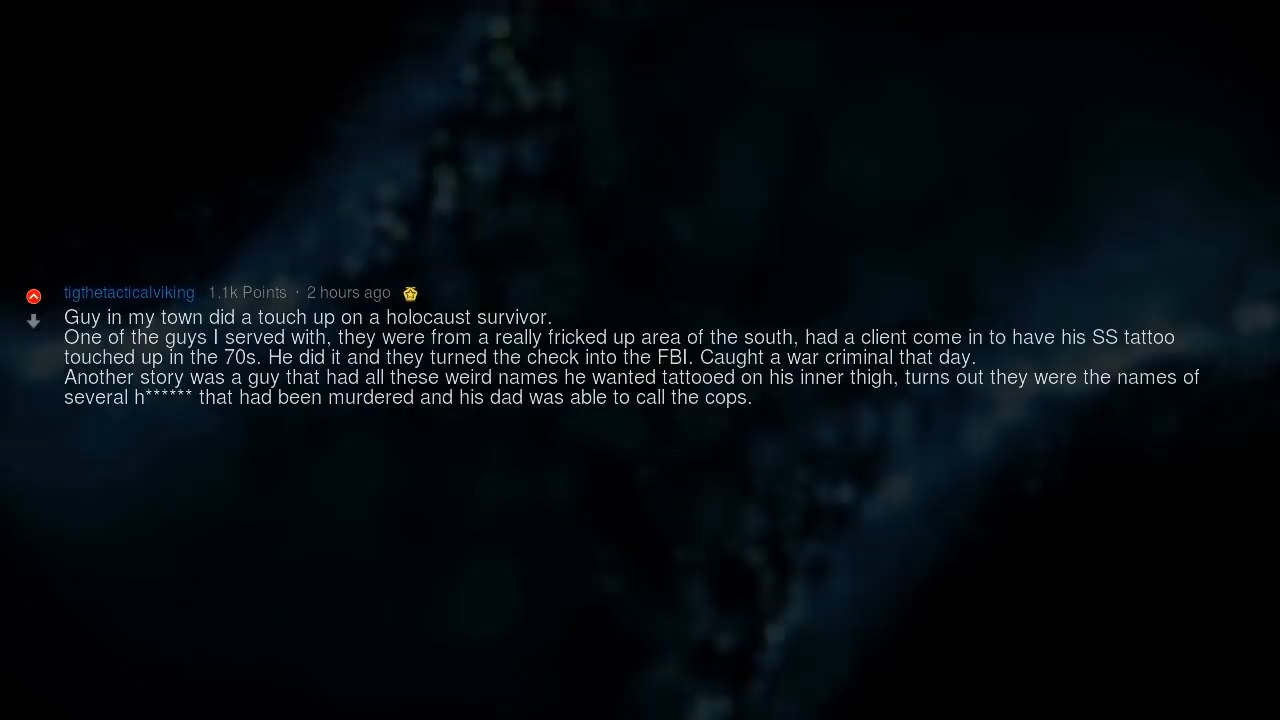 tigthetacticalviking 1.1k Points · 2 hours ago
Guy in my town did a touch up on a holocaust survivor.
One of the guys I served with, they were from a really fricked up area of the south, had a client come in to have his SS tattoo
touched up in the 70s. He did it and they turned the check into the FBI. Caught a war criminal that day.
Another story was a guy that had all these weird names he wanted tattooed on his inner thigh, turns out they were the names of
several h****** that had been murdered and his dad was able to call the cops.